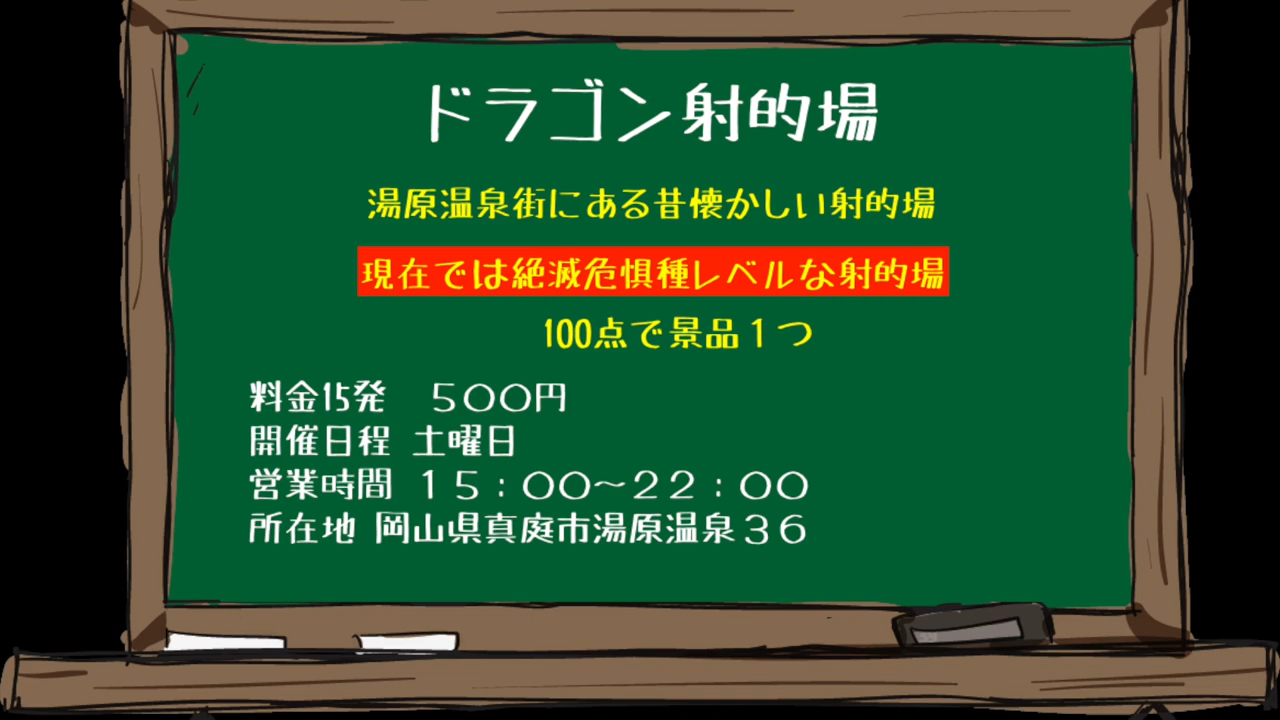 ドラゴン射的場
湯原温泉街にある昔懐かしい射的場
現在では絶滅危惧種レベルな射的場
100点で景品１つ
料金15発　５００円
開催日程 土曜日
営業時間 １５：００～２２：００
所在地 岡山県真庭市湯原温泉３６